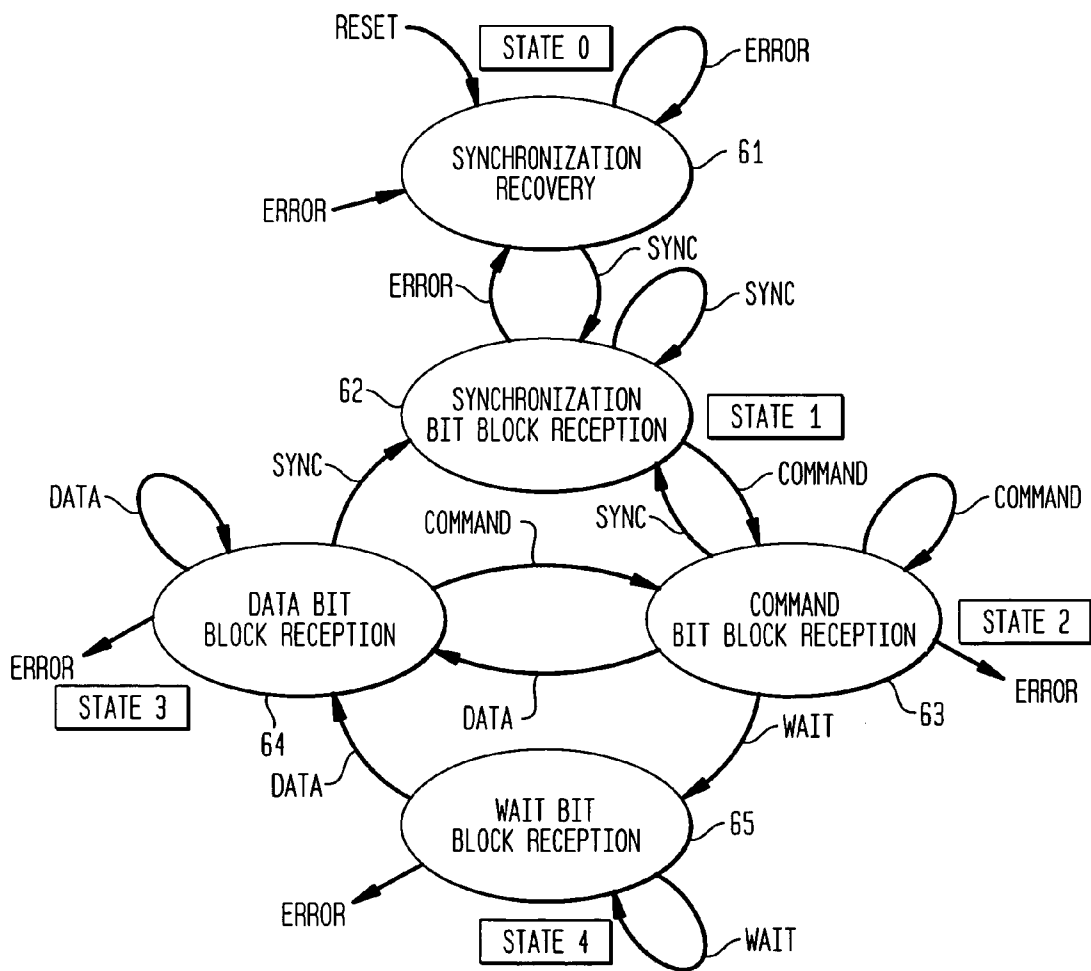 RESET
STATE 0
ERROR
SYNCHRONIZATION
RECOVERY
61
ERROR
SYNC
ERROR
SYNC
62
SYNCHRONIZATION
BIT BLOCK RECEPTION
STATE 1
SYNC
COMMAND
DATA
COMMAND
SYNC
COMMAND
DATA BIT
BLOCK RECEPTION
COMMAND
BIT BLOCK RECEPTION
STATE 2
ERROR
STATE 3
64
DATA
63
ERROR
WAIT
DATA
WAIT BIT
BLOCK RECEPTION
65
ERROR
STATE 4
WAIT